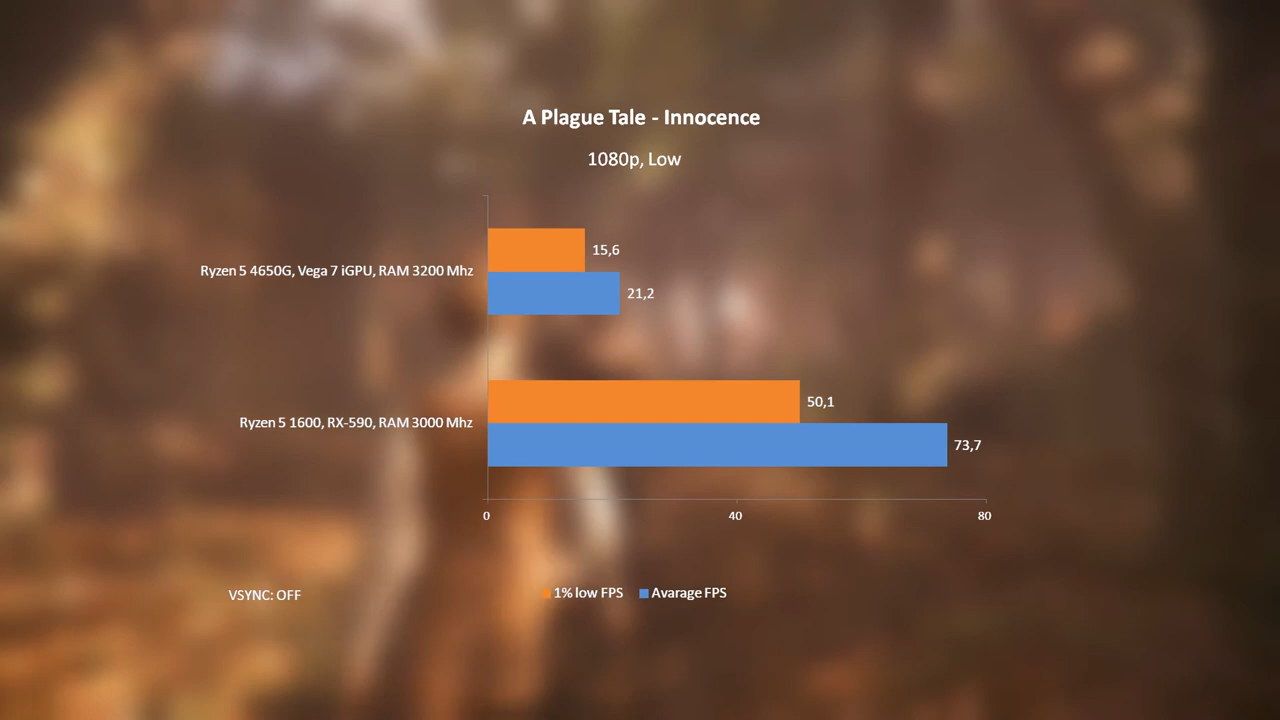 A Plague Tale - Innocence
1080p, Low
15,6
Ryzen 5 4650G, Vega 7 iGPU, RAM 3200 Mhz
21,2
50,1
Ryzen 5 1600, RX-590, RAM 3000 Mhz
73,7
0 40 80
VSYNC: OFF
1% low FPS Avarage FPS